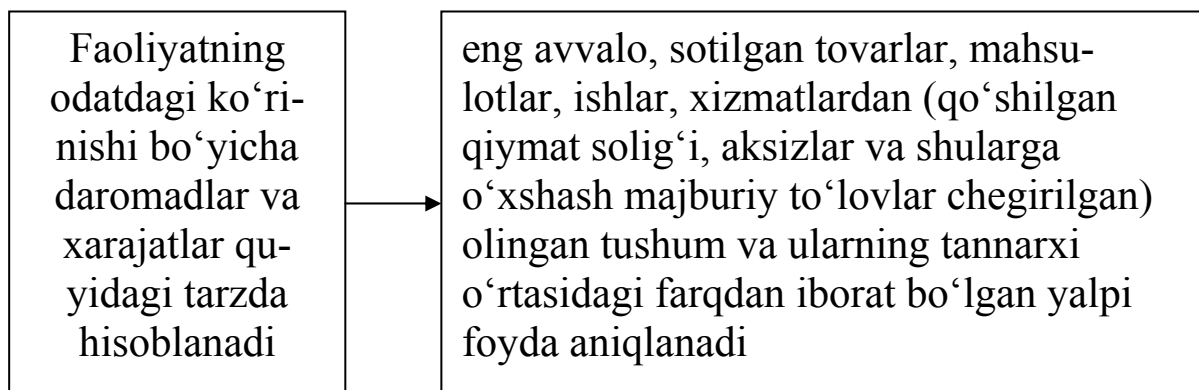 Faoliyatning
odatdagi ko‘ri-
nishi bo‘yicha
daromadlar va
xarajatlar qu-
yidagi tarzda
hisoblanadi
eng avvalo, sotilgan tovarlar, mahsu-
lotlar, ishlar, xizmatlardan (qo‘shilgan
qiymat solig‘i, aksizlar va shularga
o‘xshash majburiy to‘lovlar chegirilgan)
olingan tushum va ularning tannarxi
o‘rtasidagi farqdan iborat bo‘lgan yalpi
foyda aniqlanadi